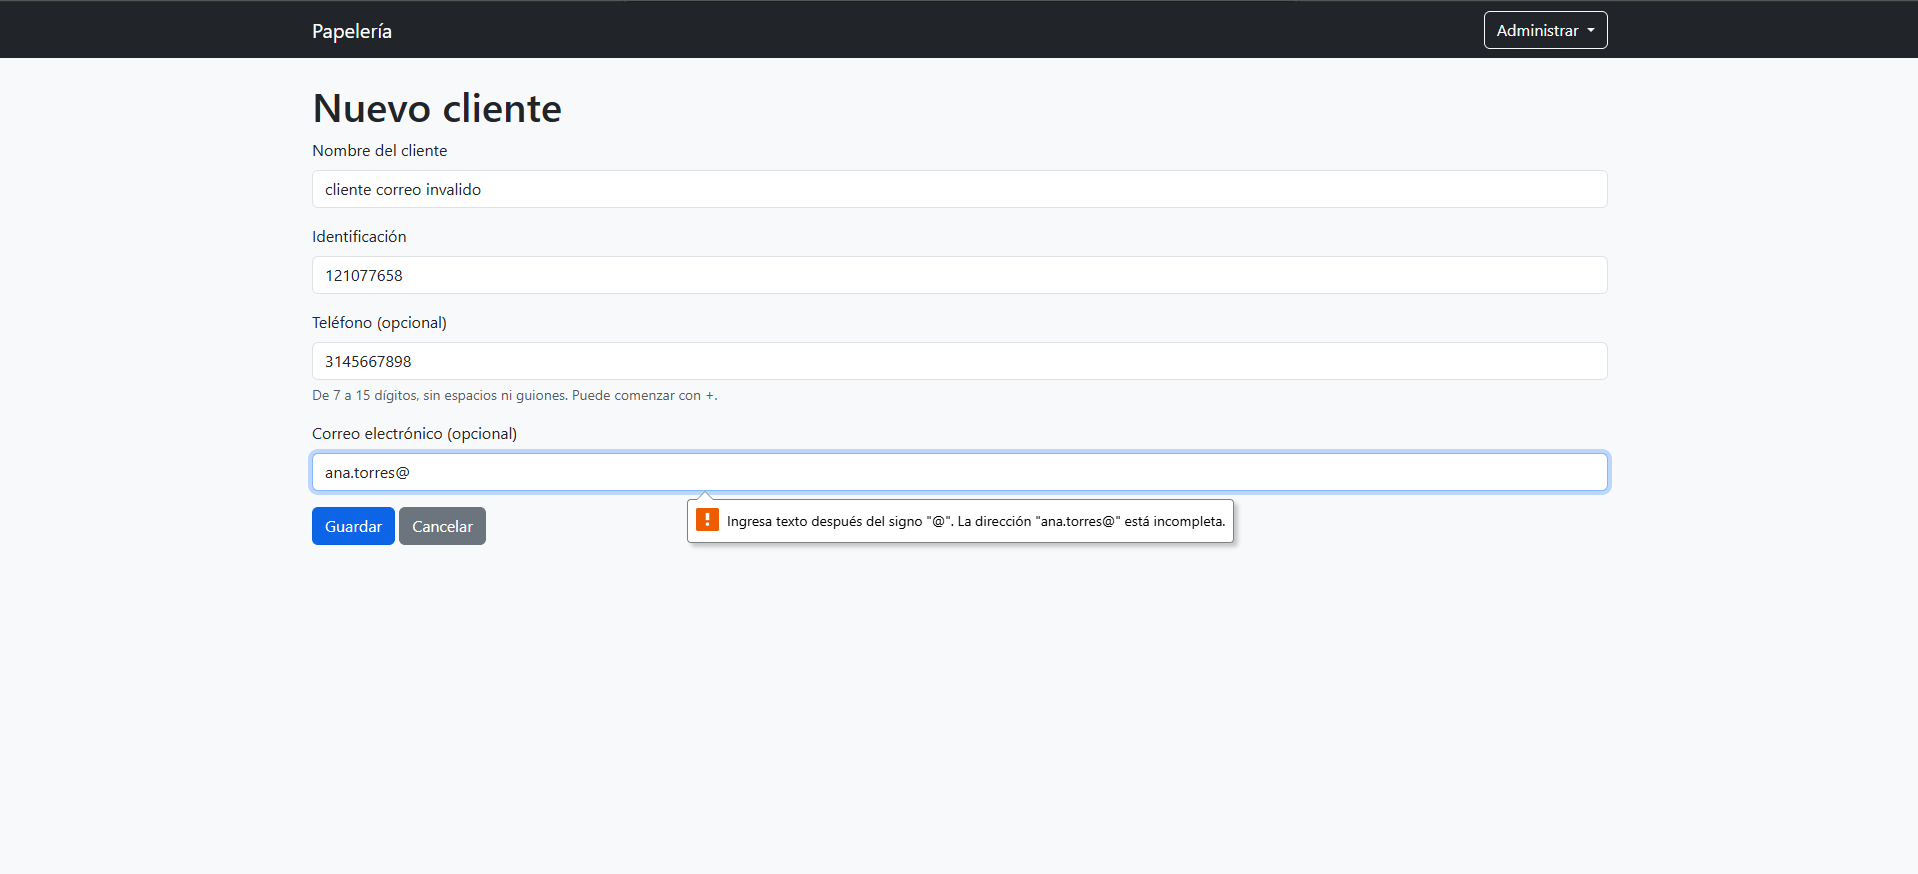 Papelería
Administrar
Nuevo cliente
Nombre del cliente
cliente correo invalido
Identificación
121077658
Teléfono (opcional)
3145667898
De 7 a 15 dígitos, sin espacios ni guiones. Puede comenzar con +.
Correo electrónico (opcional)
ana.torres@
Guardar Cancelar
Ingresa texto después del signo "@". La dirección "ana.torres@" está incompleta.